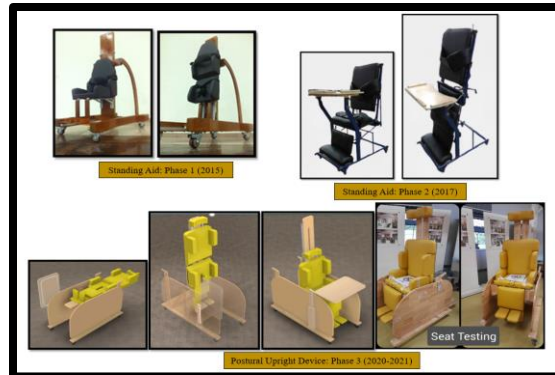 Standing Aid: Phase 1 (2015)
Standing Aid: Phase 2 (2017)
Seat Testing
Postural Upright Device: Phase 3 (2020-2021)